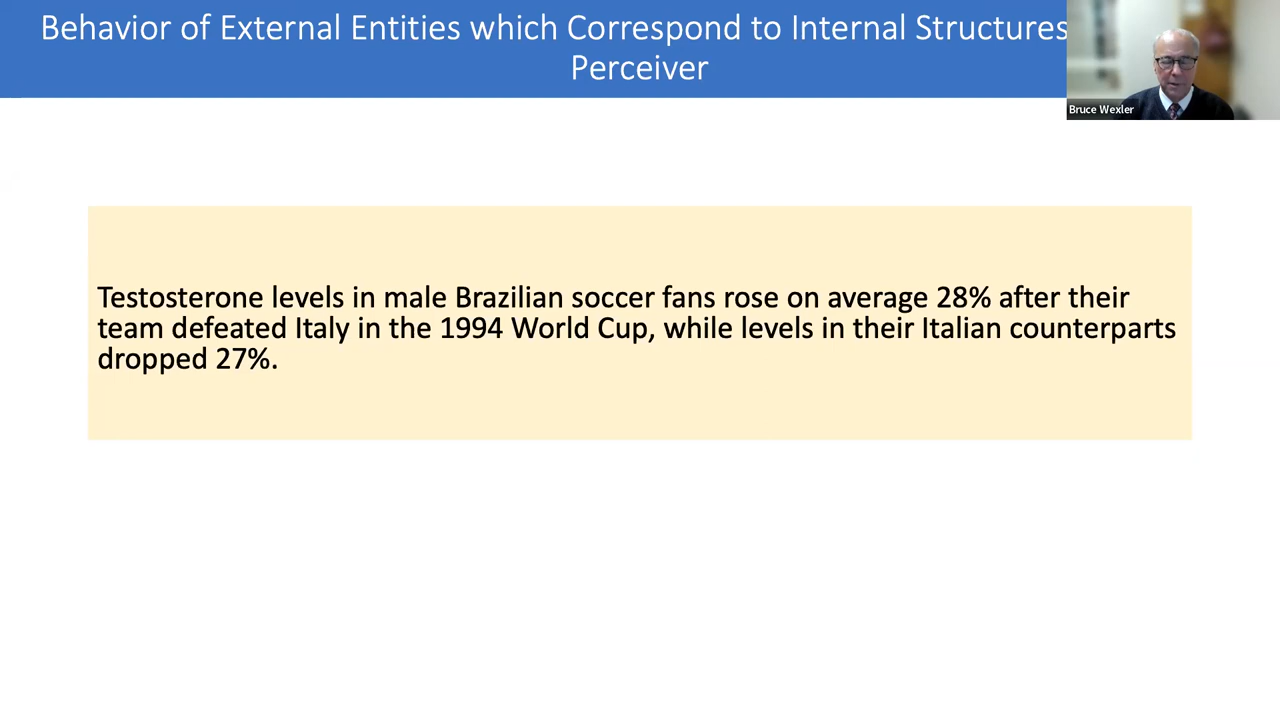 Behavior of External Entities which Correspond to Internal Structures
Perceiver
Bruce Wexler
Testosterone levels in male Brazilian soccer fans rose on average 28% after their
team defeated Italy in the 1994 World Cup, while levels in their Italian counterparts
dropped 27%.